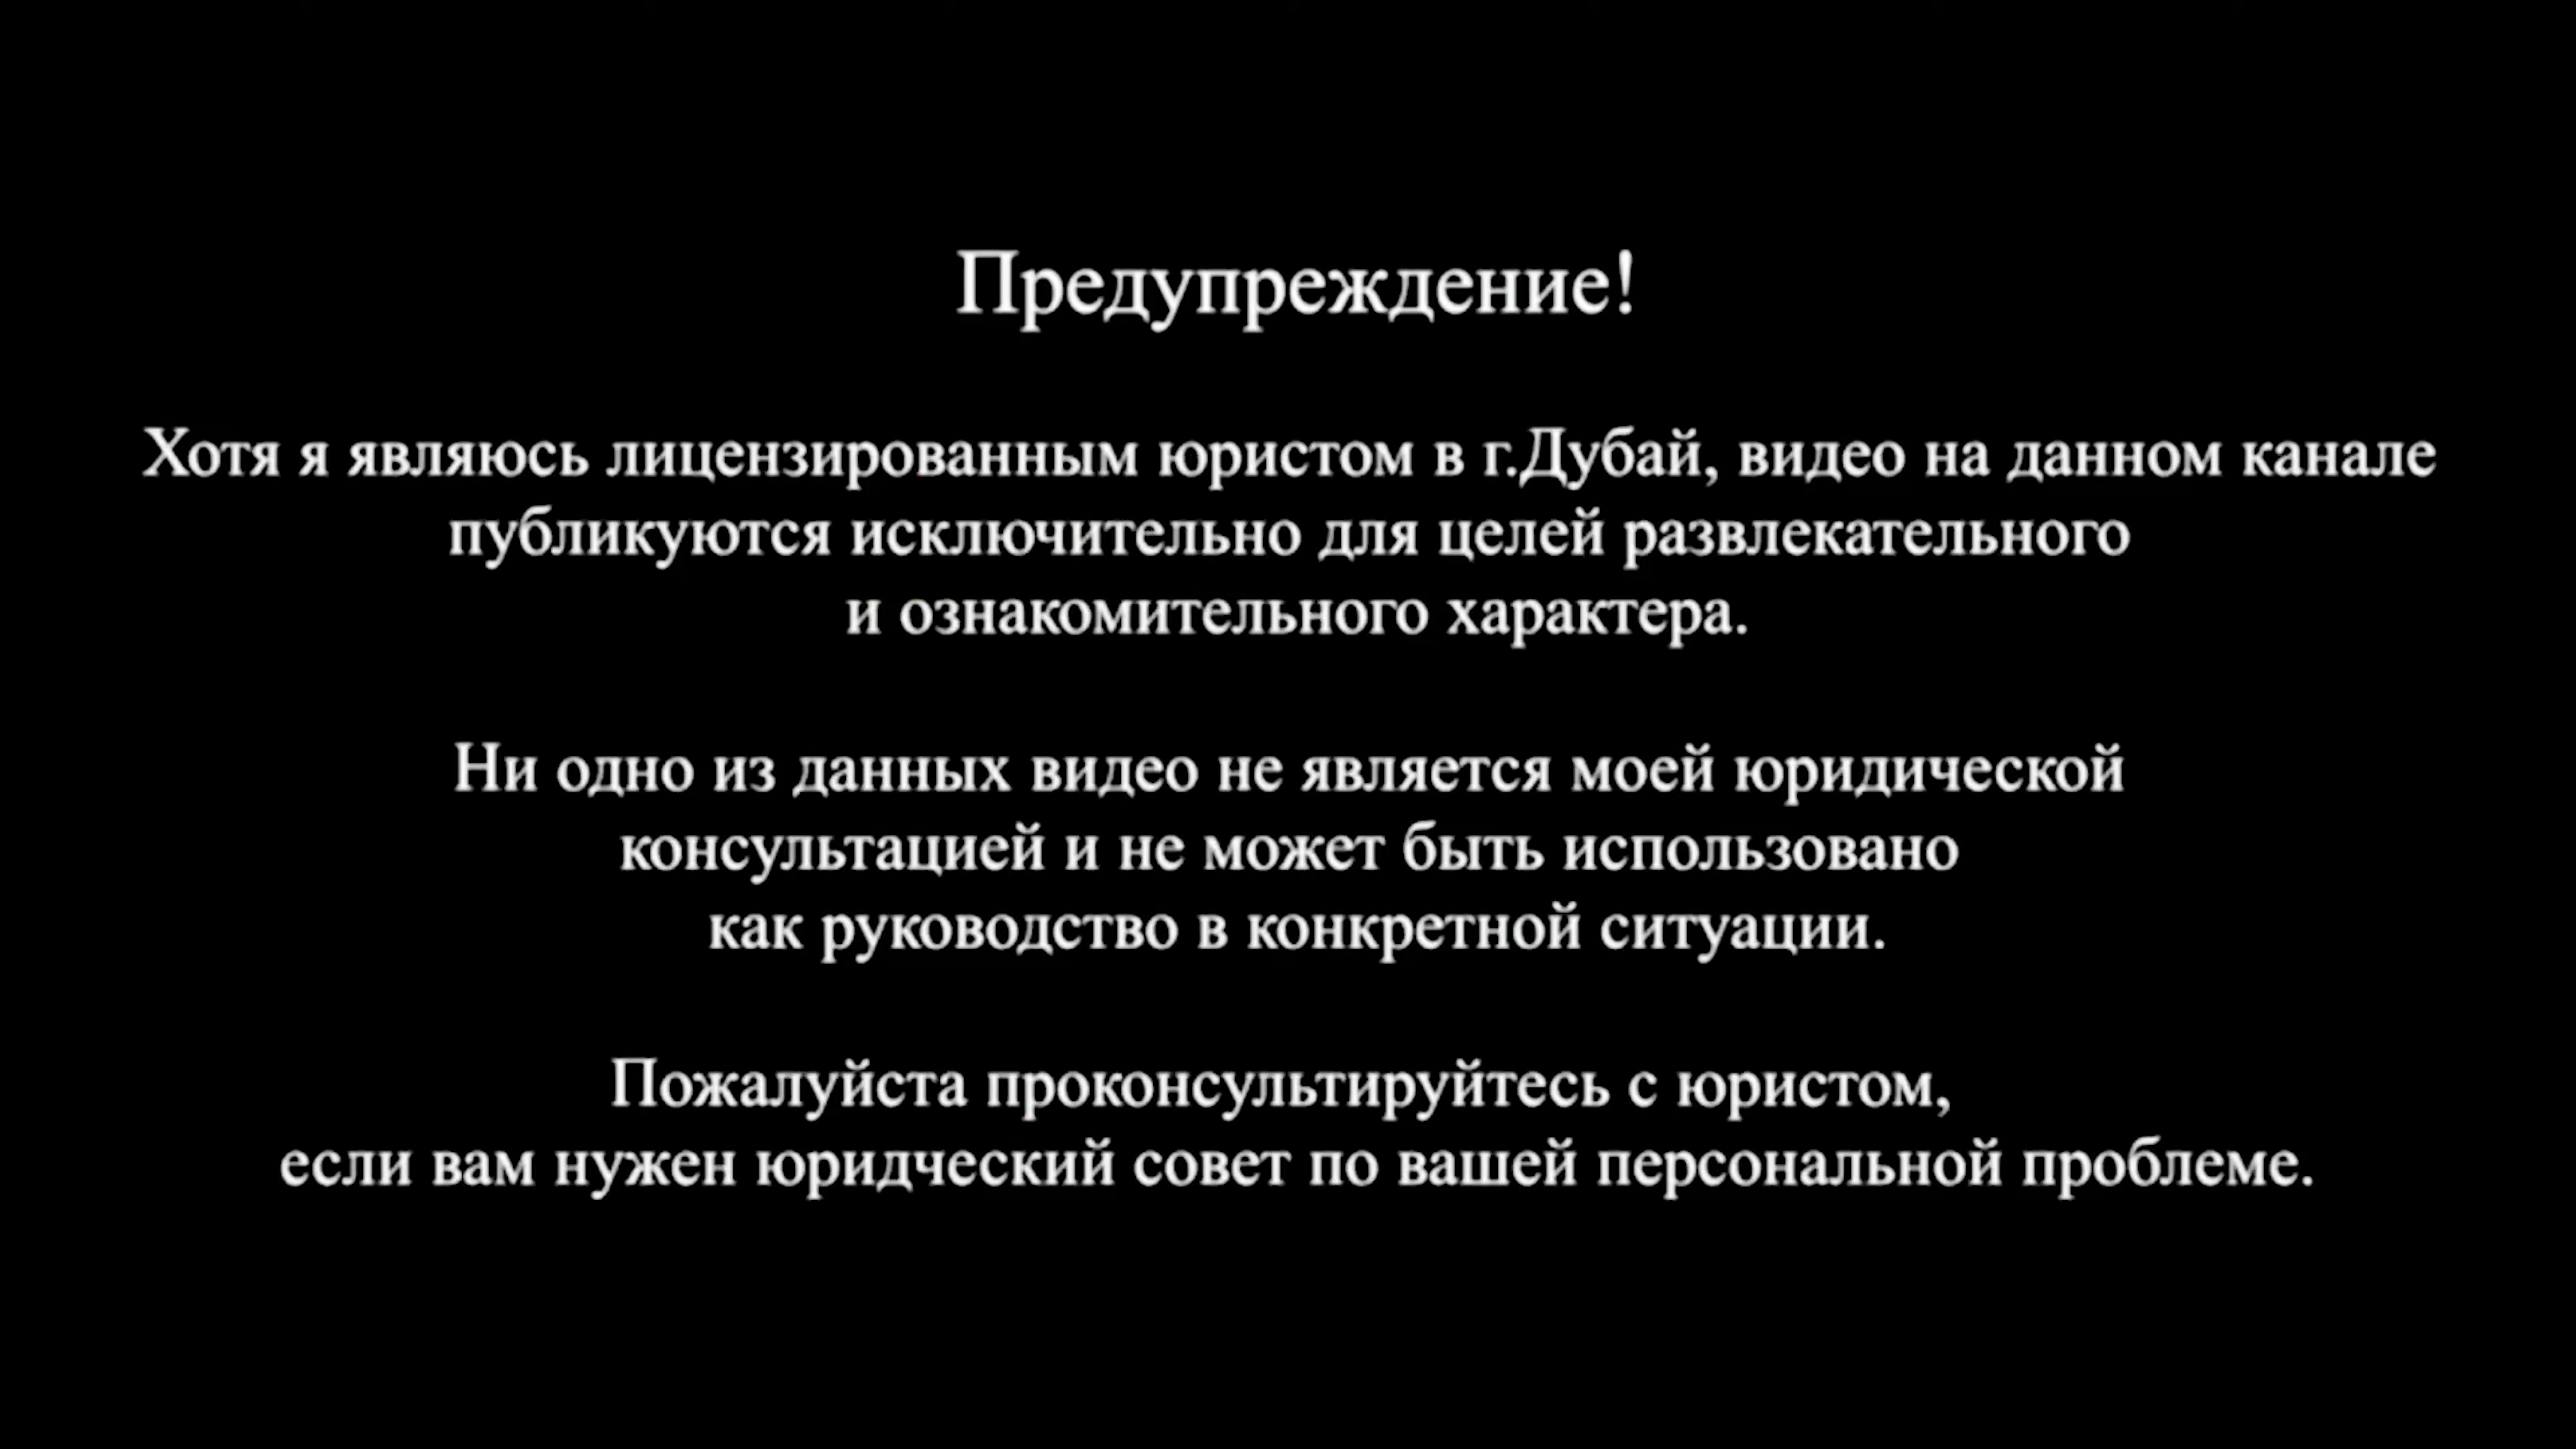 Предупреждение!
Хотя я являюсь лицензированным юристом в г.Дубай, видео на данном канале
публикуются исключительно для целей развлекательного
и ознакомительного характера.
Ни одно из данных видео не является моей юридической
консультацией и не может быть использовано
как руководство в конкретной ситуации.
Пожалуйста проконсультируйтесь с юристом,
если вам нужен юридческий совет по вашей персональной проблеме.